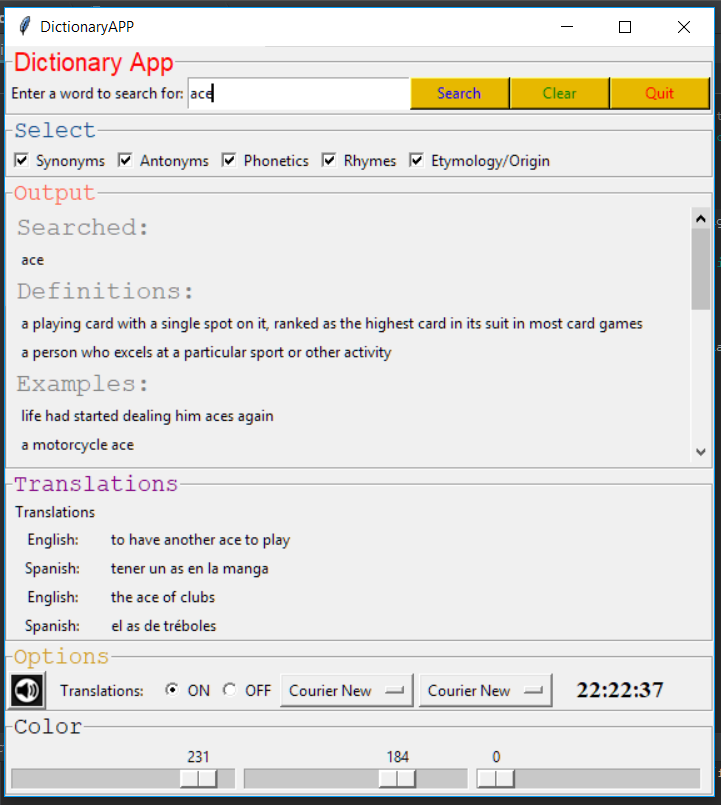 DictionaryAPP
Dictionary App
Enter a word to search for: ace Search Clear Quit
Select
Synonyms Antonyms Phonetics Rhymes Etymology/Origin
Output
Searched:
ace
Definitions:
a playing card with a single spot on it, ranked as the highest card in its suit in most card games
a person who excels at a particular sport or other activity
Examples:
life had started dealing him aces again
a motorcycle ace
Translations
Translations
English: to have another ace to play
Spanish: tener un as en la manga
English: the ace of clubs
Spanish: el as de tréboles
Options
Translations: ON OFF Courier New Courier New 22:22:37
Color
231 184 0